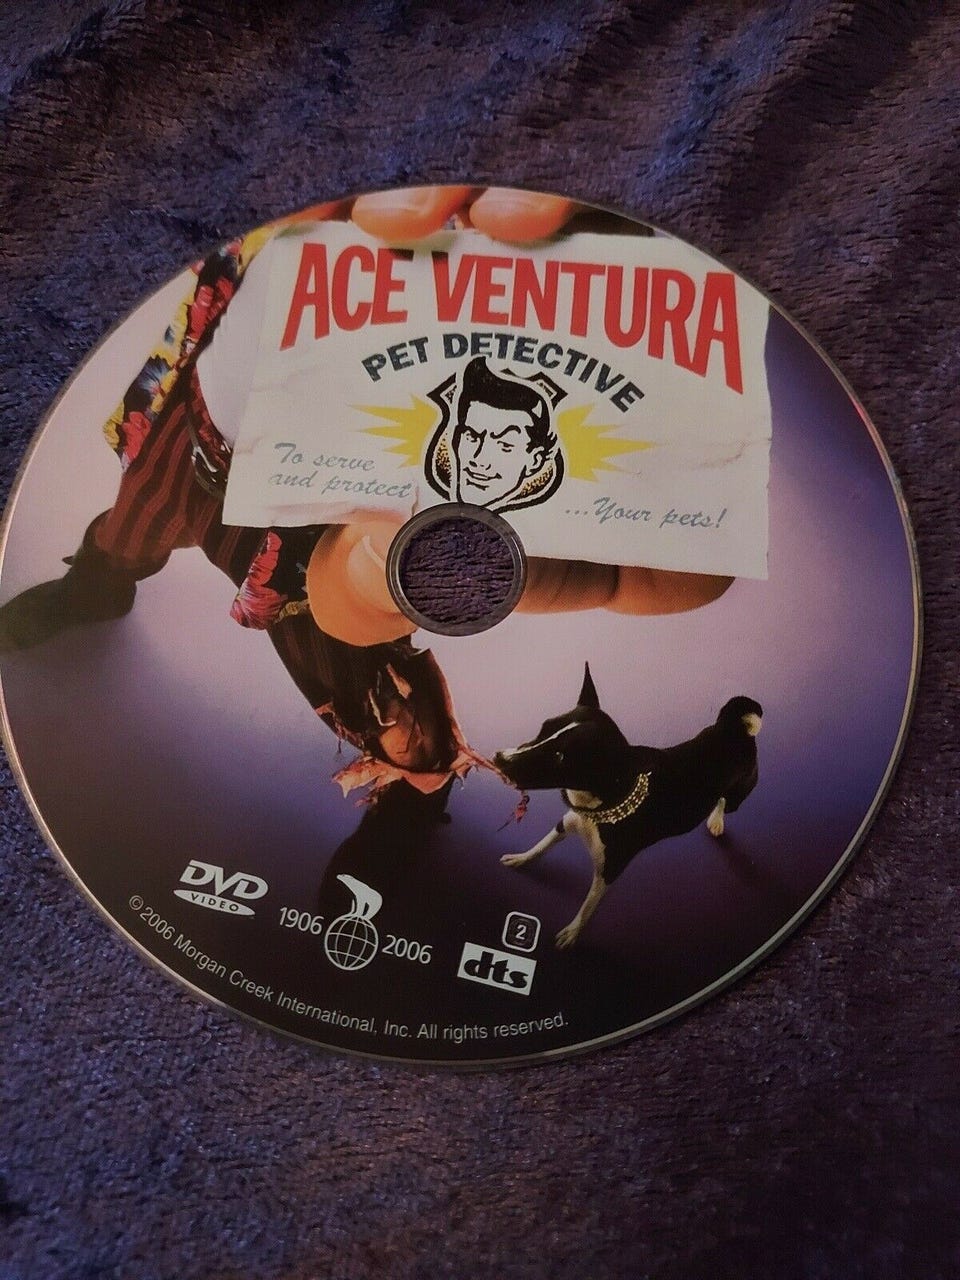 ACE VENTURA
PET DETECTIVE
To serve
and protect
...Your pets!
DVD
VIDEO
1906 2006
2
dts
© 2006 Morgan Creek International, Inc. All rights reserved.